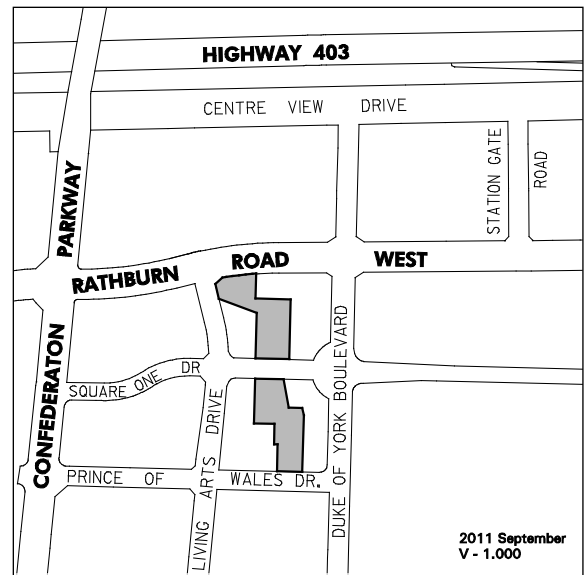 HIGHWAY 403
CENTRE VIEW DRIVE
STATION GATE ROAD
CONFEDERATON PARKWAY
RATHBURN ROAD WEST
SQUARE ONE DR
LIVING ARTS DRIVE
DUKE OF YORK BOULEVARD
PRINCE OF WALES DR.
2011 September
V - 1.000